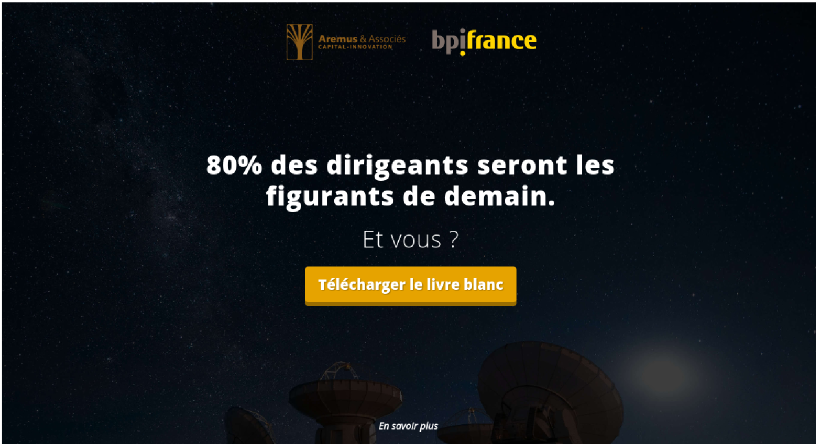 Aremus & Associés
CAPITAL-INNOVATION
bpifrance
80% des dirigeants seront les
figurants de demain.
Et vous ?
Télécharger le livre blanc
En savoir plus